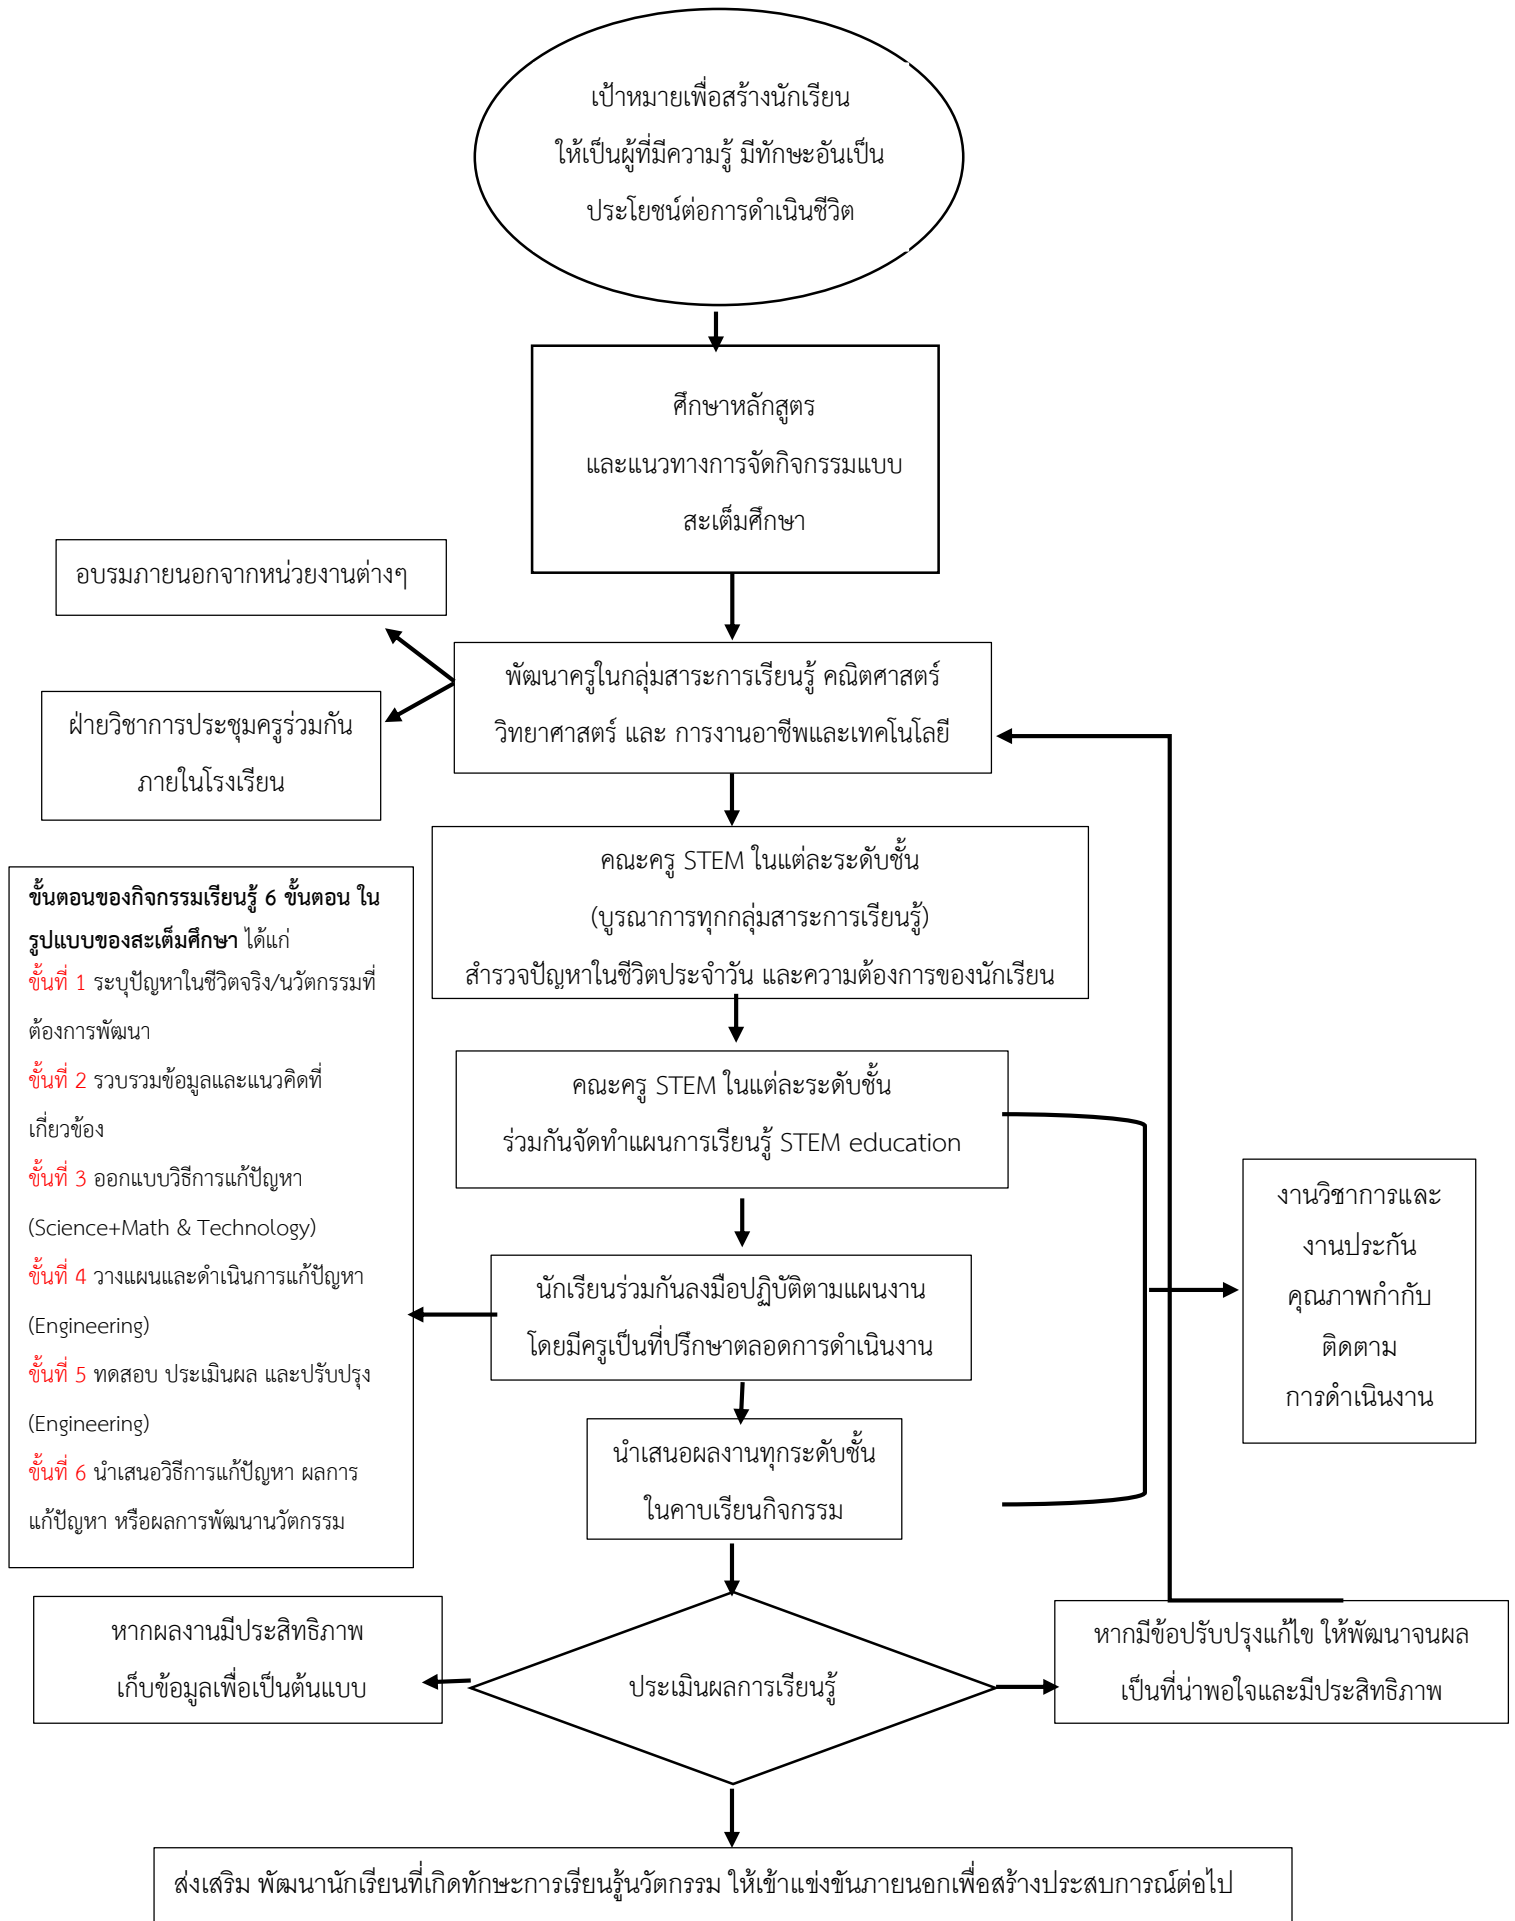 เป้าหมายเพื่อสร้างนักเรียน
ให้เป็นผู้ที่มีความรู้ มีทักษะอันเป็น
ประโยชน์ต่อการดำเนินชีวิต
ศึกษาหลักสูตร
และแนวทางการจัดกิจกรรมแบบ
สะเต็มศึกษา
อบรมภายนอกจากหน่วยงานต่างๆ
พัฒนาครูในกลุ่มสาระการเรียนรู้ คณิตศาสตร์
วิทยาศาสตร์ และ การงานอาชีพและเทคโนโลยี
ฝ่ายวิชาการประชุมครูร่วมกัน
ภายในโรงเรียน
คณะครู STEM ในแต่ละระดับชั้น
(บูรณาการทุกกลุ่มสาระการเรียนรู้)
สำรวจปัญหาในชีวิตประจำวัน และความต้องการของนักเรียน
ขั้นตอนของกิจกรรมเรียนรู้ 6 ขั้นตอน ใน
รูปแบบของสะเต็มศึกษา ได้แก่
ขั้นที่ 1 ระบุปัญหาในชีวิตจริง/นวัตกรรมที่
ต้องการพัฒนา
ขั้นที่ 2 รวบรวมข้อมูลและแนวคิดที่
เกี่ยวข้อง
ขั้นที่ 3 ออกแบบวิธีการแก้ปัญหา
(Science+Math & Technology)
ขั้นที่ 4 วางแผนและดำเนินการแก้ปัญหา
(Engineering)
ขั้นที่ 5 ทดสอบ ประเมินผล และปรับปรุง
(Engineering)
ขั้นที่ 6 นำเสนอวิธีการแก้ปัญหา ผลการ
แก้ปัญหา หรือผลการพัฒนานวัตกรรม
คณะครู STEM ในแต่ละระดับชั้น
ร่วมกันจัดทำแผนการเรียนรู้ STEM education
งานวิชาการและ
งานประกัน
คุณภาพกำกับ
ติดตาม
การดำเนินงาน
นักเรียนร่วมกันลงมือปฏิบัติตามแผนงาน
โดยมีครูเป็นที่ปรึกษาตลอดการดำเนินงาน
นำเสนอผลงานทุกระดับชั้น
ในคาบเรียนกิจกรรม
หากผลงานมีประสิทธิภาพ
เก็บข้อมูลเพื่อเป็นต้นแบบ
ประเมินผลการเรียนรู้
หากมีข้อปรับปรุงแก้ไข ให้พัฒนาจนผล
เป็นที่น่าพอใจและมีประสิทธิภาพ
ส่งเสริม พัฒนานักเรียนที่เกิดทักษะการเรียนรู้นวัตกรรม ให้เข้าแข่งขันภายนอกเพื่อสร้างประสบการณ์ต่อไป